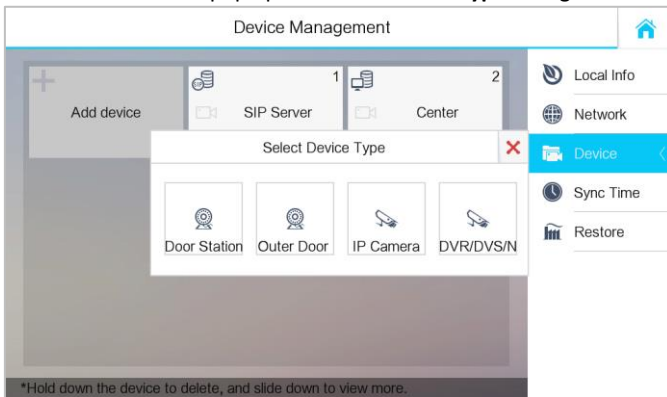 Device Management
Add device
1
SIP Server
2
Center
Select Device Type
Door Station
Outer Door
IP Camera
DVR/DVS/N
*Hold down the device to delete, and slide down to view more.
Local Info
Network
Device
Sync Time
Restore